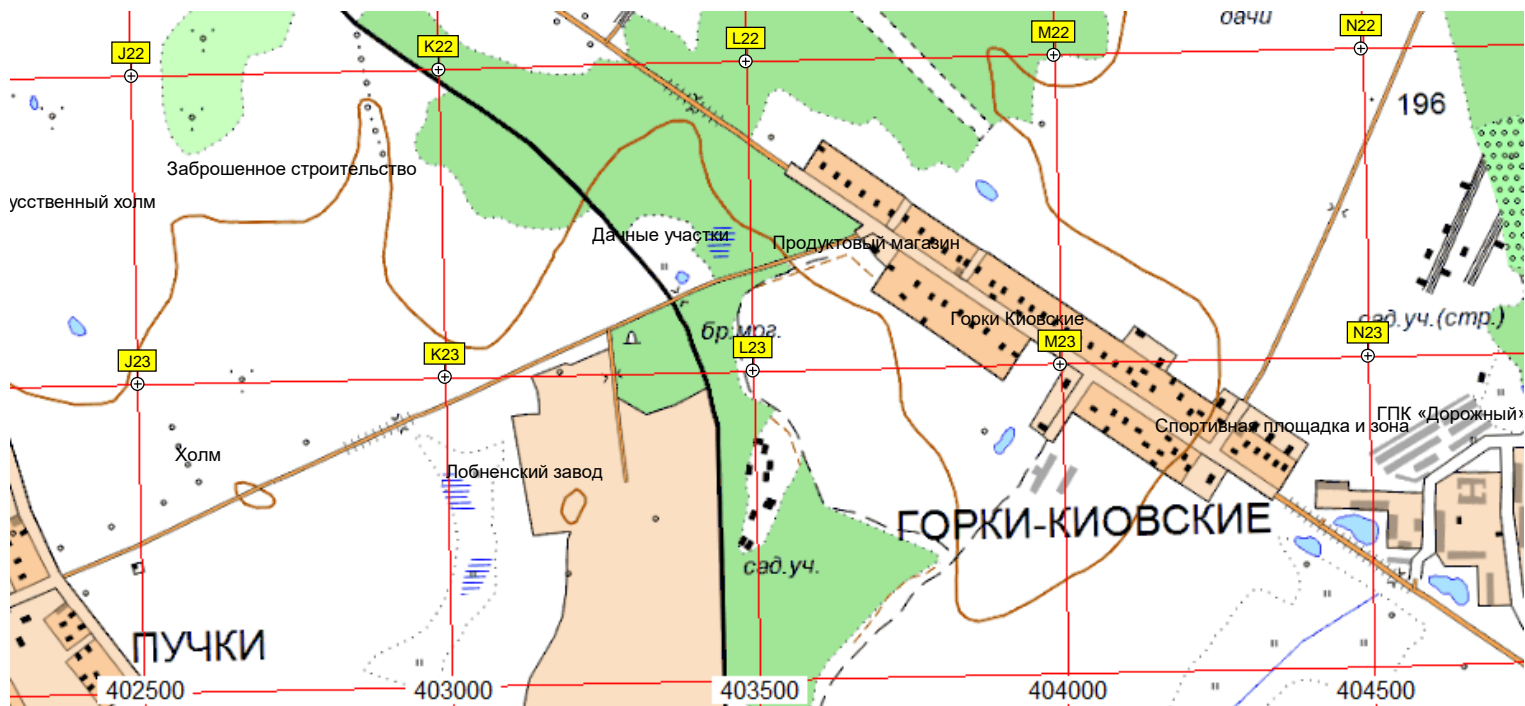 дачи
N22
M22
L22
K22
J22
196
Заброшенное строительство
усственный холм
Дачные участки
Продуктовый магазин
Горки Киовские
сад.уч.(стр.)
бр.мог.
N23
M23
L23
K23
J23
ГПК «Дорожный»
Спортивная площадка и зона
Холм
Лобненский завод
ГОРКИ-КИОВСКИЕ
сад.уч.
ПУЧКИ
402500
403000
403500
404000
404500